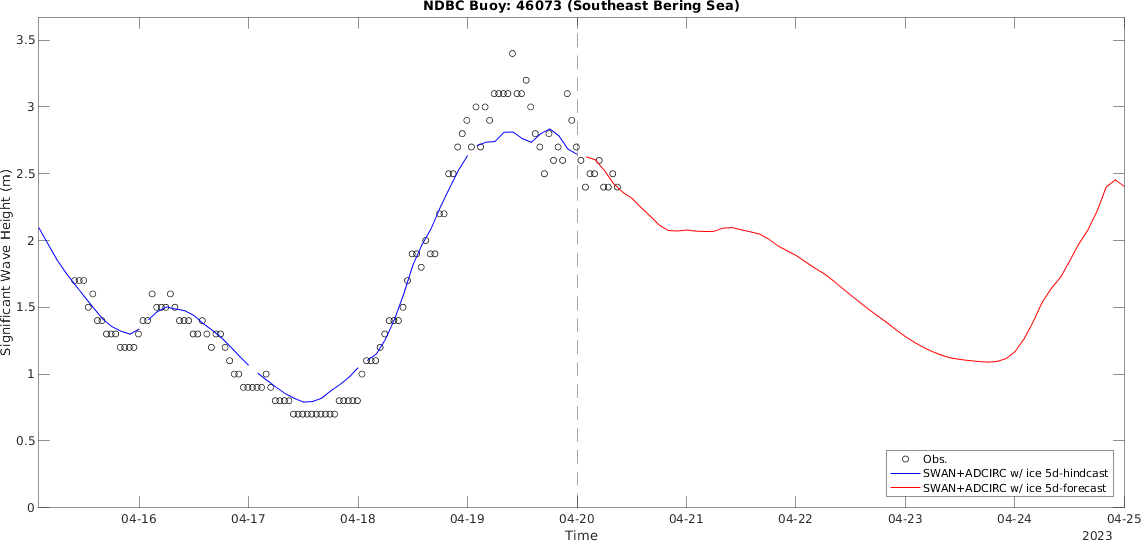 NDBC Buoy: 46073 (Southeast Bering Sea)
3.5
3
2.5
2
1.5
1
0.5
0
Significant Wave Height (m)
Obs.
SWAN+ADCIRC w/ ice 5d-hindcast
SWAN+ADCIRC w/ ice 5d-forecast
04-16 04-17 04-18 04-19 04-20 04-21 04-22 04-23 04-24 04-25
Time
2023